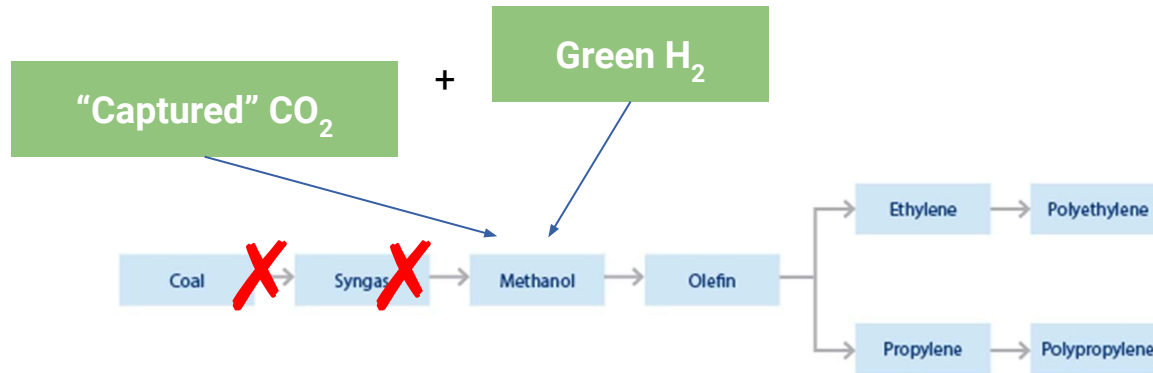 Green H₂
+
“Captured” CO₂
Ethylene
Polyethylene
Coal
Syngas
Methanol
Olefin
Propylene
Polypropylene